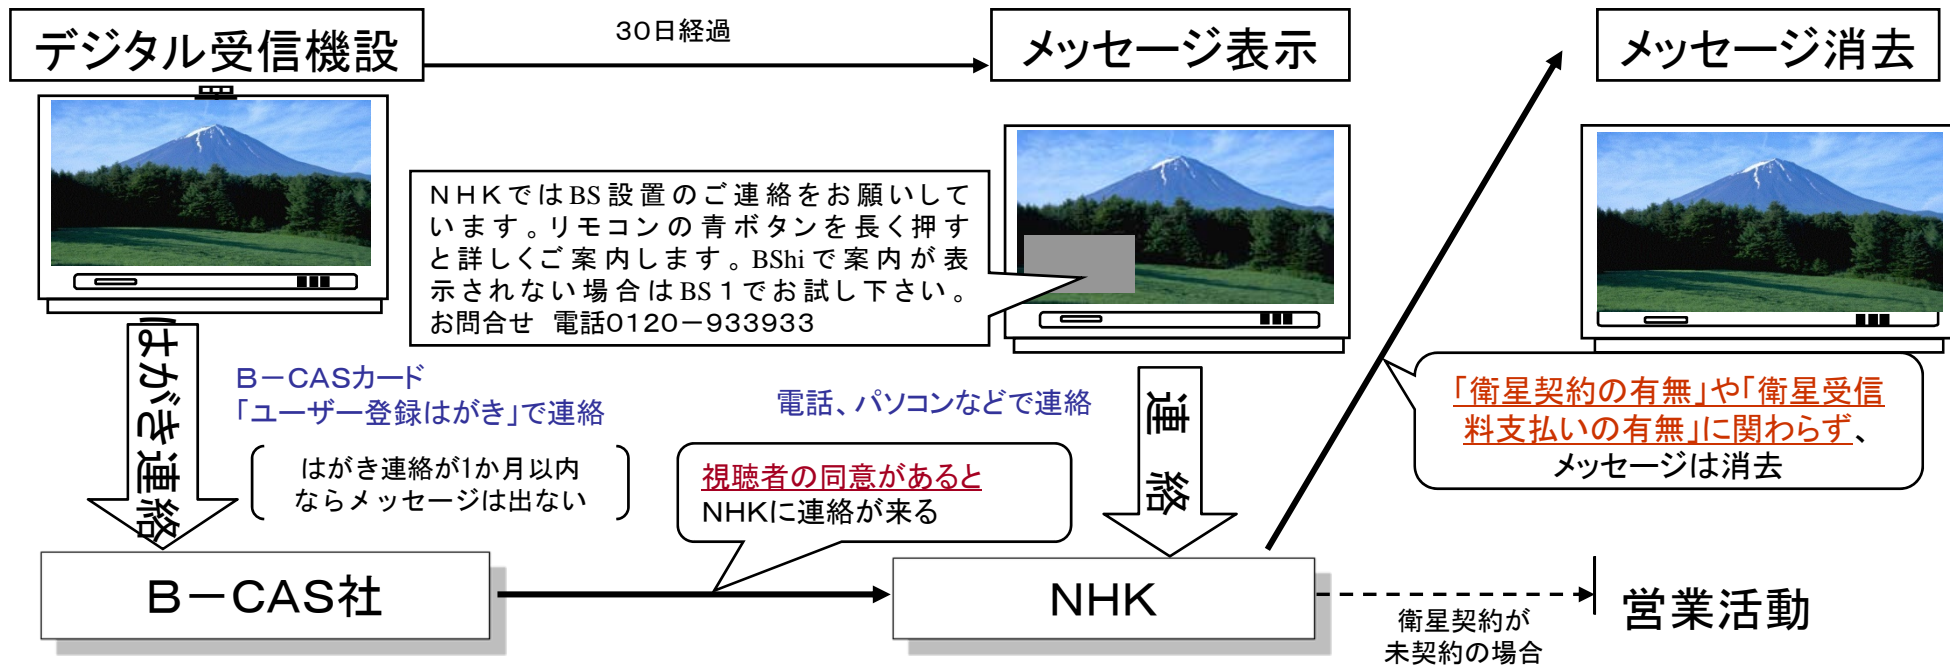 デジタル受信機設
30日経過
メッセージ表示
メッセージ消去
NHKではBS設置のご連絡をお願いして
います。リモコンの青ボタンを長く押す
と詳しくご案内します。BShiで案内が表
示されない場合はBS1でお試し下さい。
お問合せ 電話0120-933933
はがき連絡
B-CASカード
「ユーザー登録はがき」で連絡
はがき連絡が1か月以内
ならメッセージは出ない
電話、パソコンなどで連絡
連絡
視聴者の同意があると
NHKに連絡が来る
「衛星契約の有無」や「衛星受信
料支払いの有無」に関わらず、
メッセージは消去
B-CAS社
NHK
衛星契約が
未契約の場合
営業活動